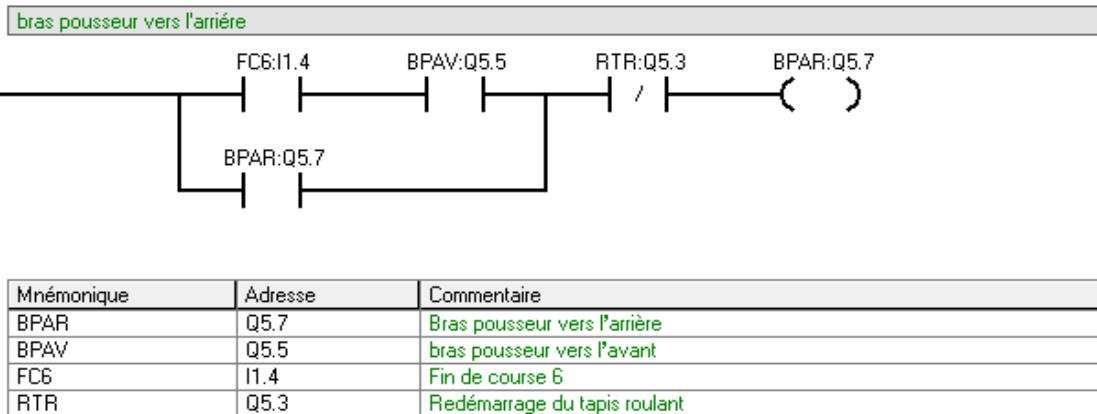 bras pousseur vers l'arriére
FC6:I1.4 BPAV:Q5.5 RTR:Q5.3 BPAR:Q5.7
BPAR:Q5.7
Mnémonique Adresse Commentaire
BPAR Q5.7 Bras pousseur vers l'arrière
BPAV Q5.5 bras pousseur vers l'avant
FC6 I1.4 Fin de course 6
RTR Q5.3 Redémarrage du tapis roulant